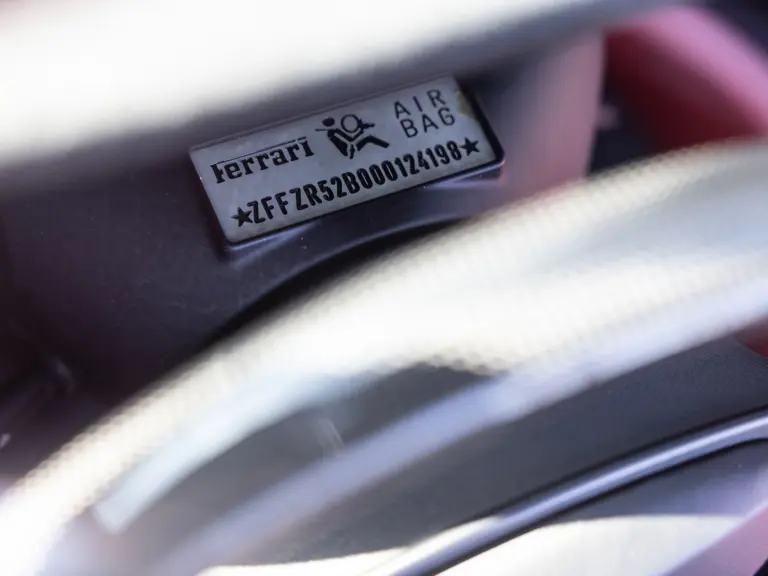 Ferrari
AIR
BAG
★ZFFZR52B000124198★